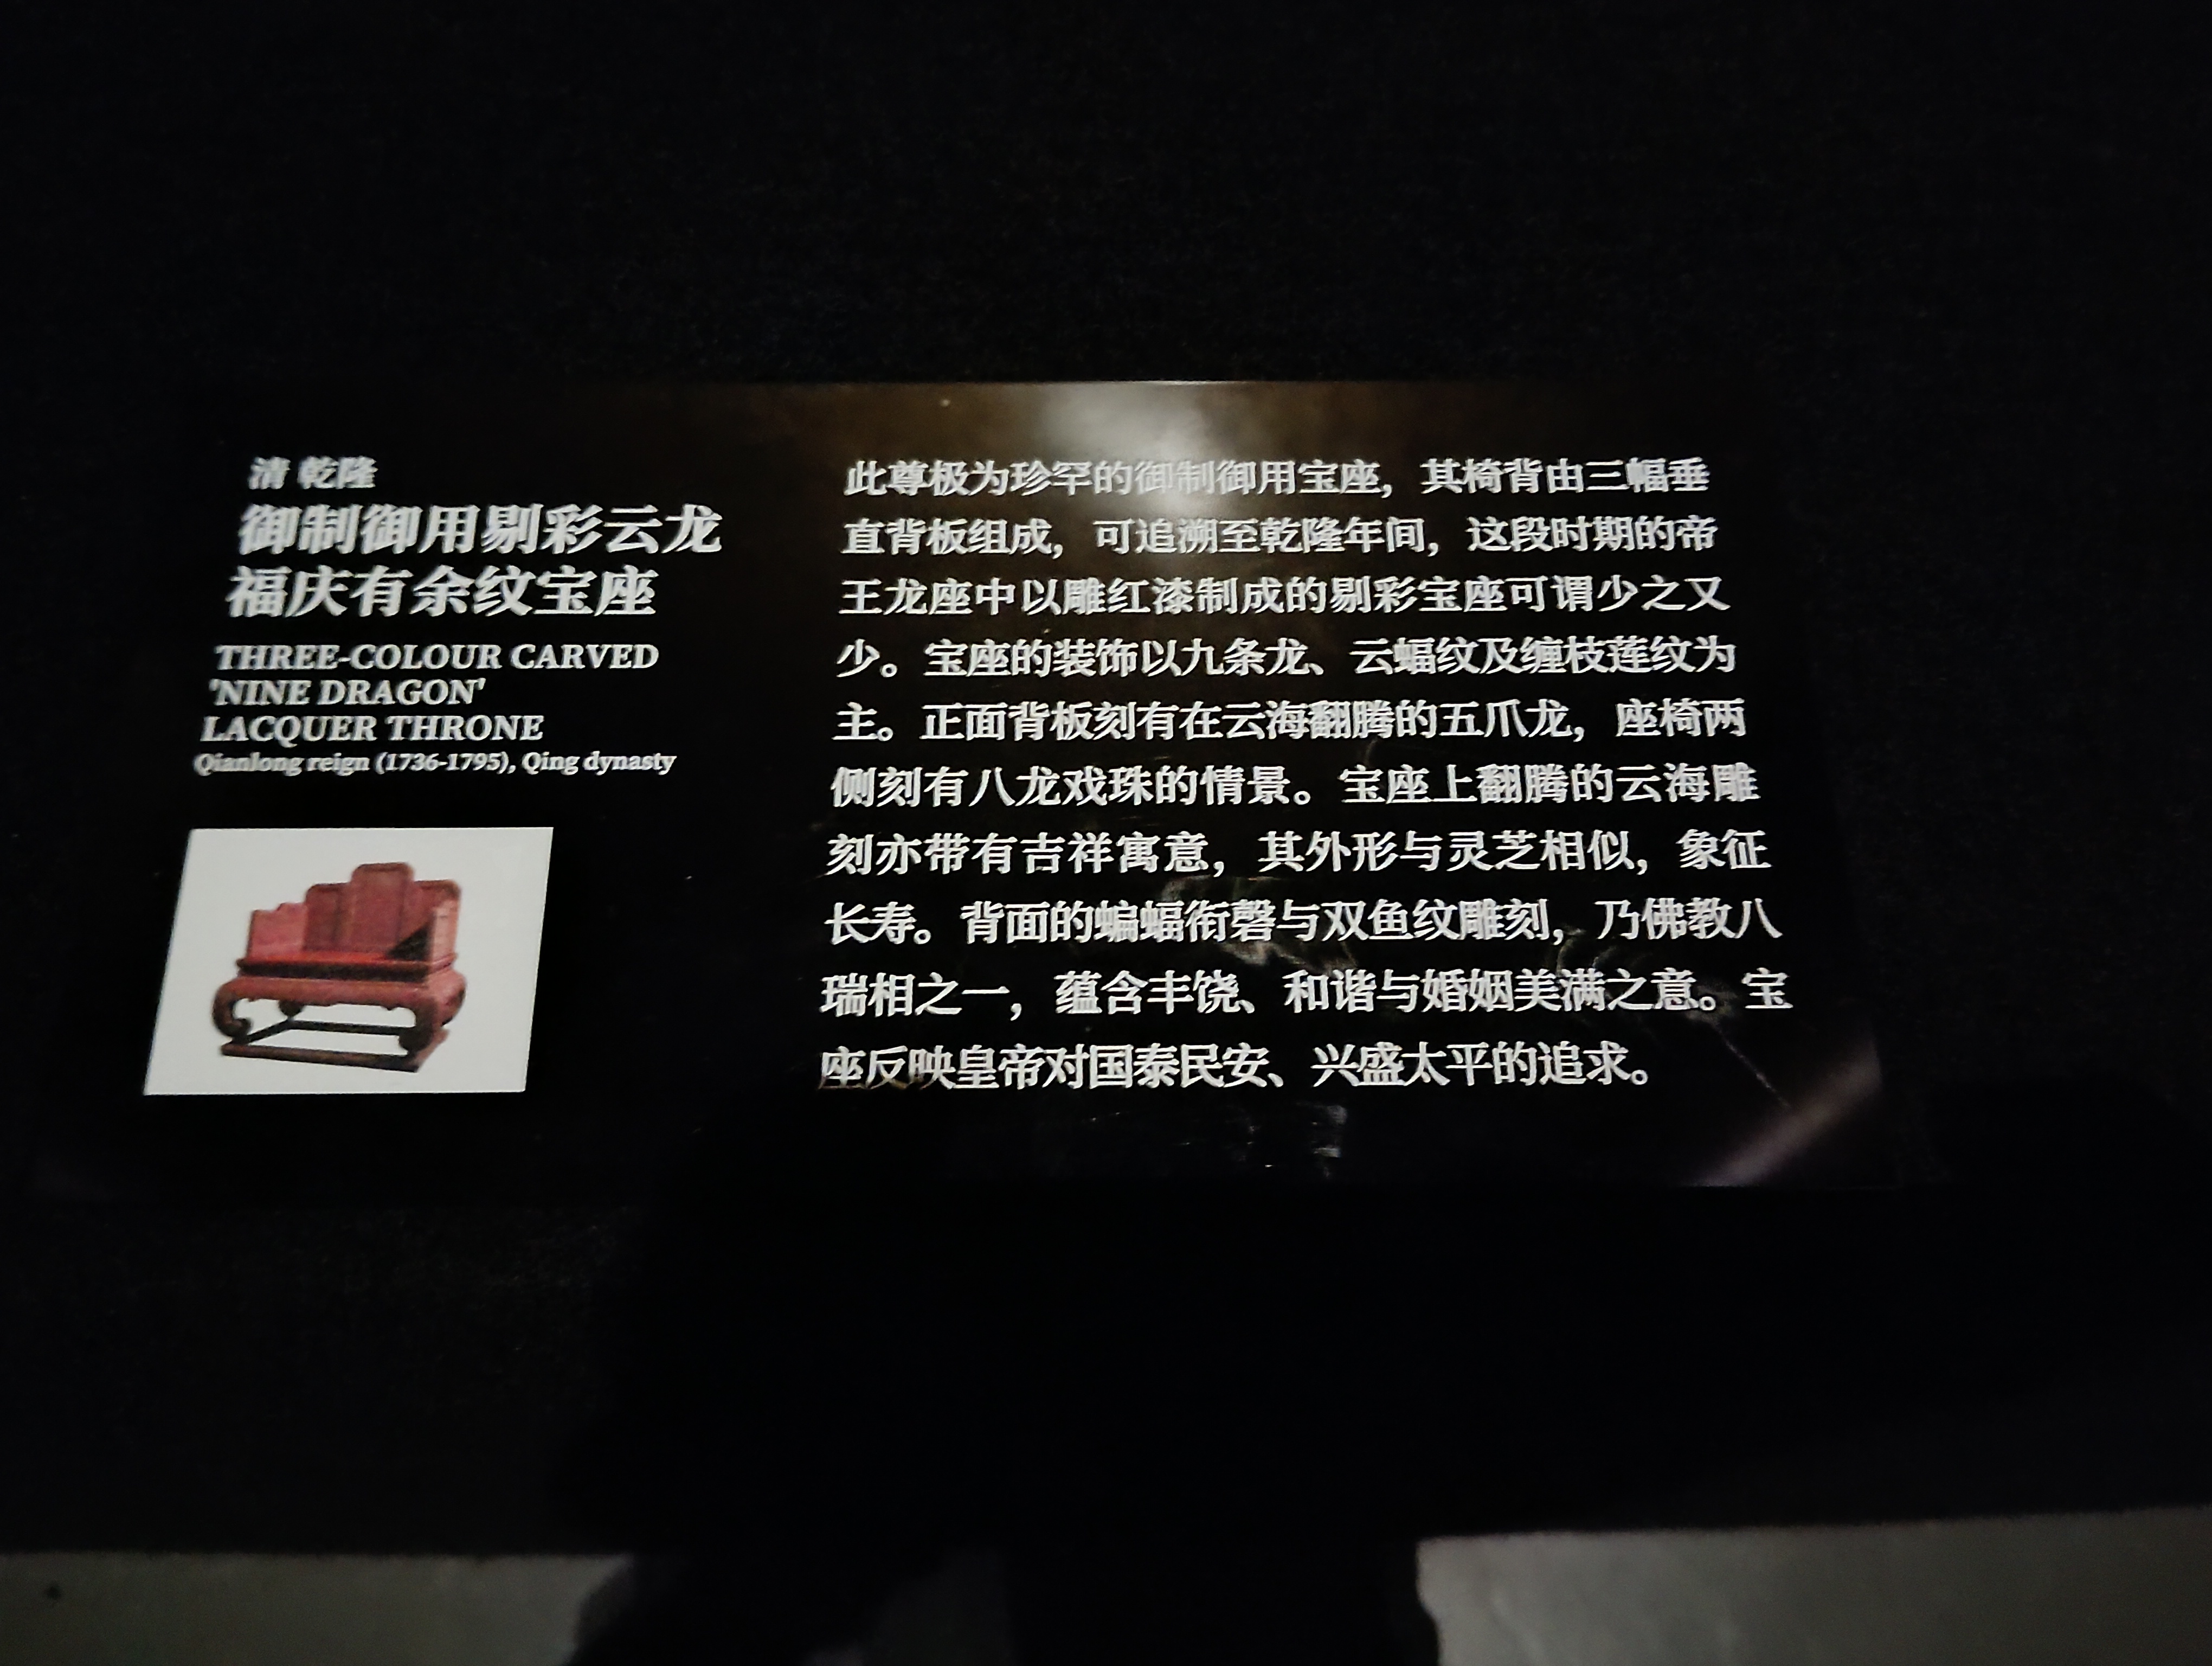 清 乾隆
御制御用剔彩云龙
福庆有余纹宝座
THREE-COLOUR CARVED
'NINE DRAGON'
LACQUER THRONE
Qianlong reign (1736-1795), Qing dynasty
此尊极为珍罕的御制御用宝座，其椅背由三幅垂
直背板组成，可追溯至乾隆年间，这段时期的帝
王龙座中以雕红漆制成的剔彩宝座可谓少之又
少。宝座的装饰以九条龙、云蝠纹及缠枝莲纹为
主。正面背板刻有在云海翻腾的五爪龙，座椅两
侧刻有八龙戏珠的情景。宝座上翻腾的云海雕
刻亦带有吉祥寓意，其外形与灵芝相似，象征
长寿。背面的蝙蝠衔磬与双鱼纹雕刻，乃佛教八
瑞相之一，蕴含丰饶、和谐与婚姻美满之意。宝
座反映皇帝对国泰民安、兴盛太平的追求。